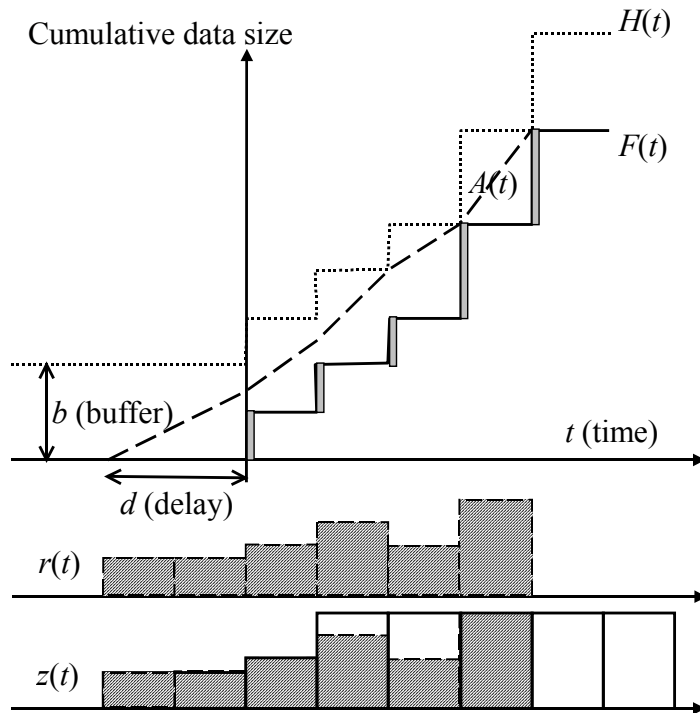 Cumulative data size
H(t)
F(t)
A(t)
b (buffer)
t (time)
d (delay)
r(t)
z(t)